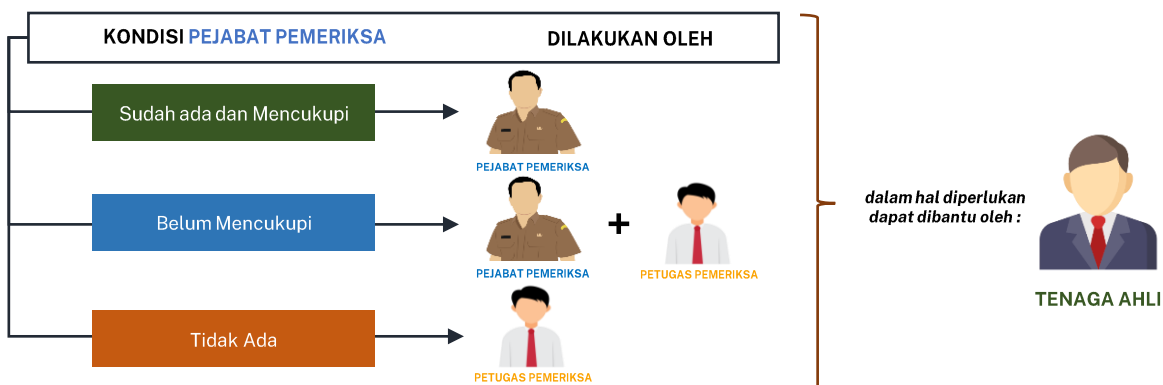 KONDISI PEJABAT PEMERIKSA
DILAKUKAN OLEH
Sudah ada dan Mencukupi
PEJABAT PEMERIKSA
Belum Mencukupi
PEJABAT PEMERIKSA
+
PETUGAS PEMERIKSA
Tidak Ada
PETUGAS PEMERIKSA
dalam hal diperlukan
dapat dibantu oleh :
TENAGA AHLI